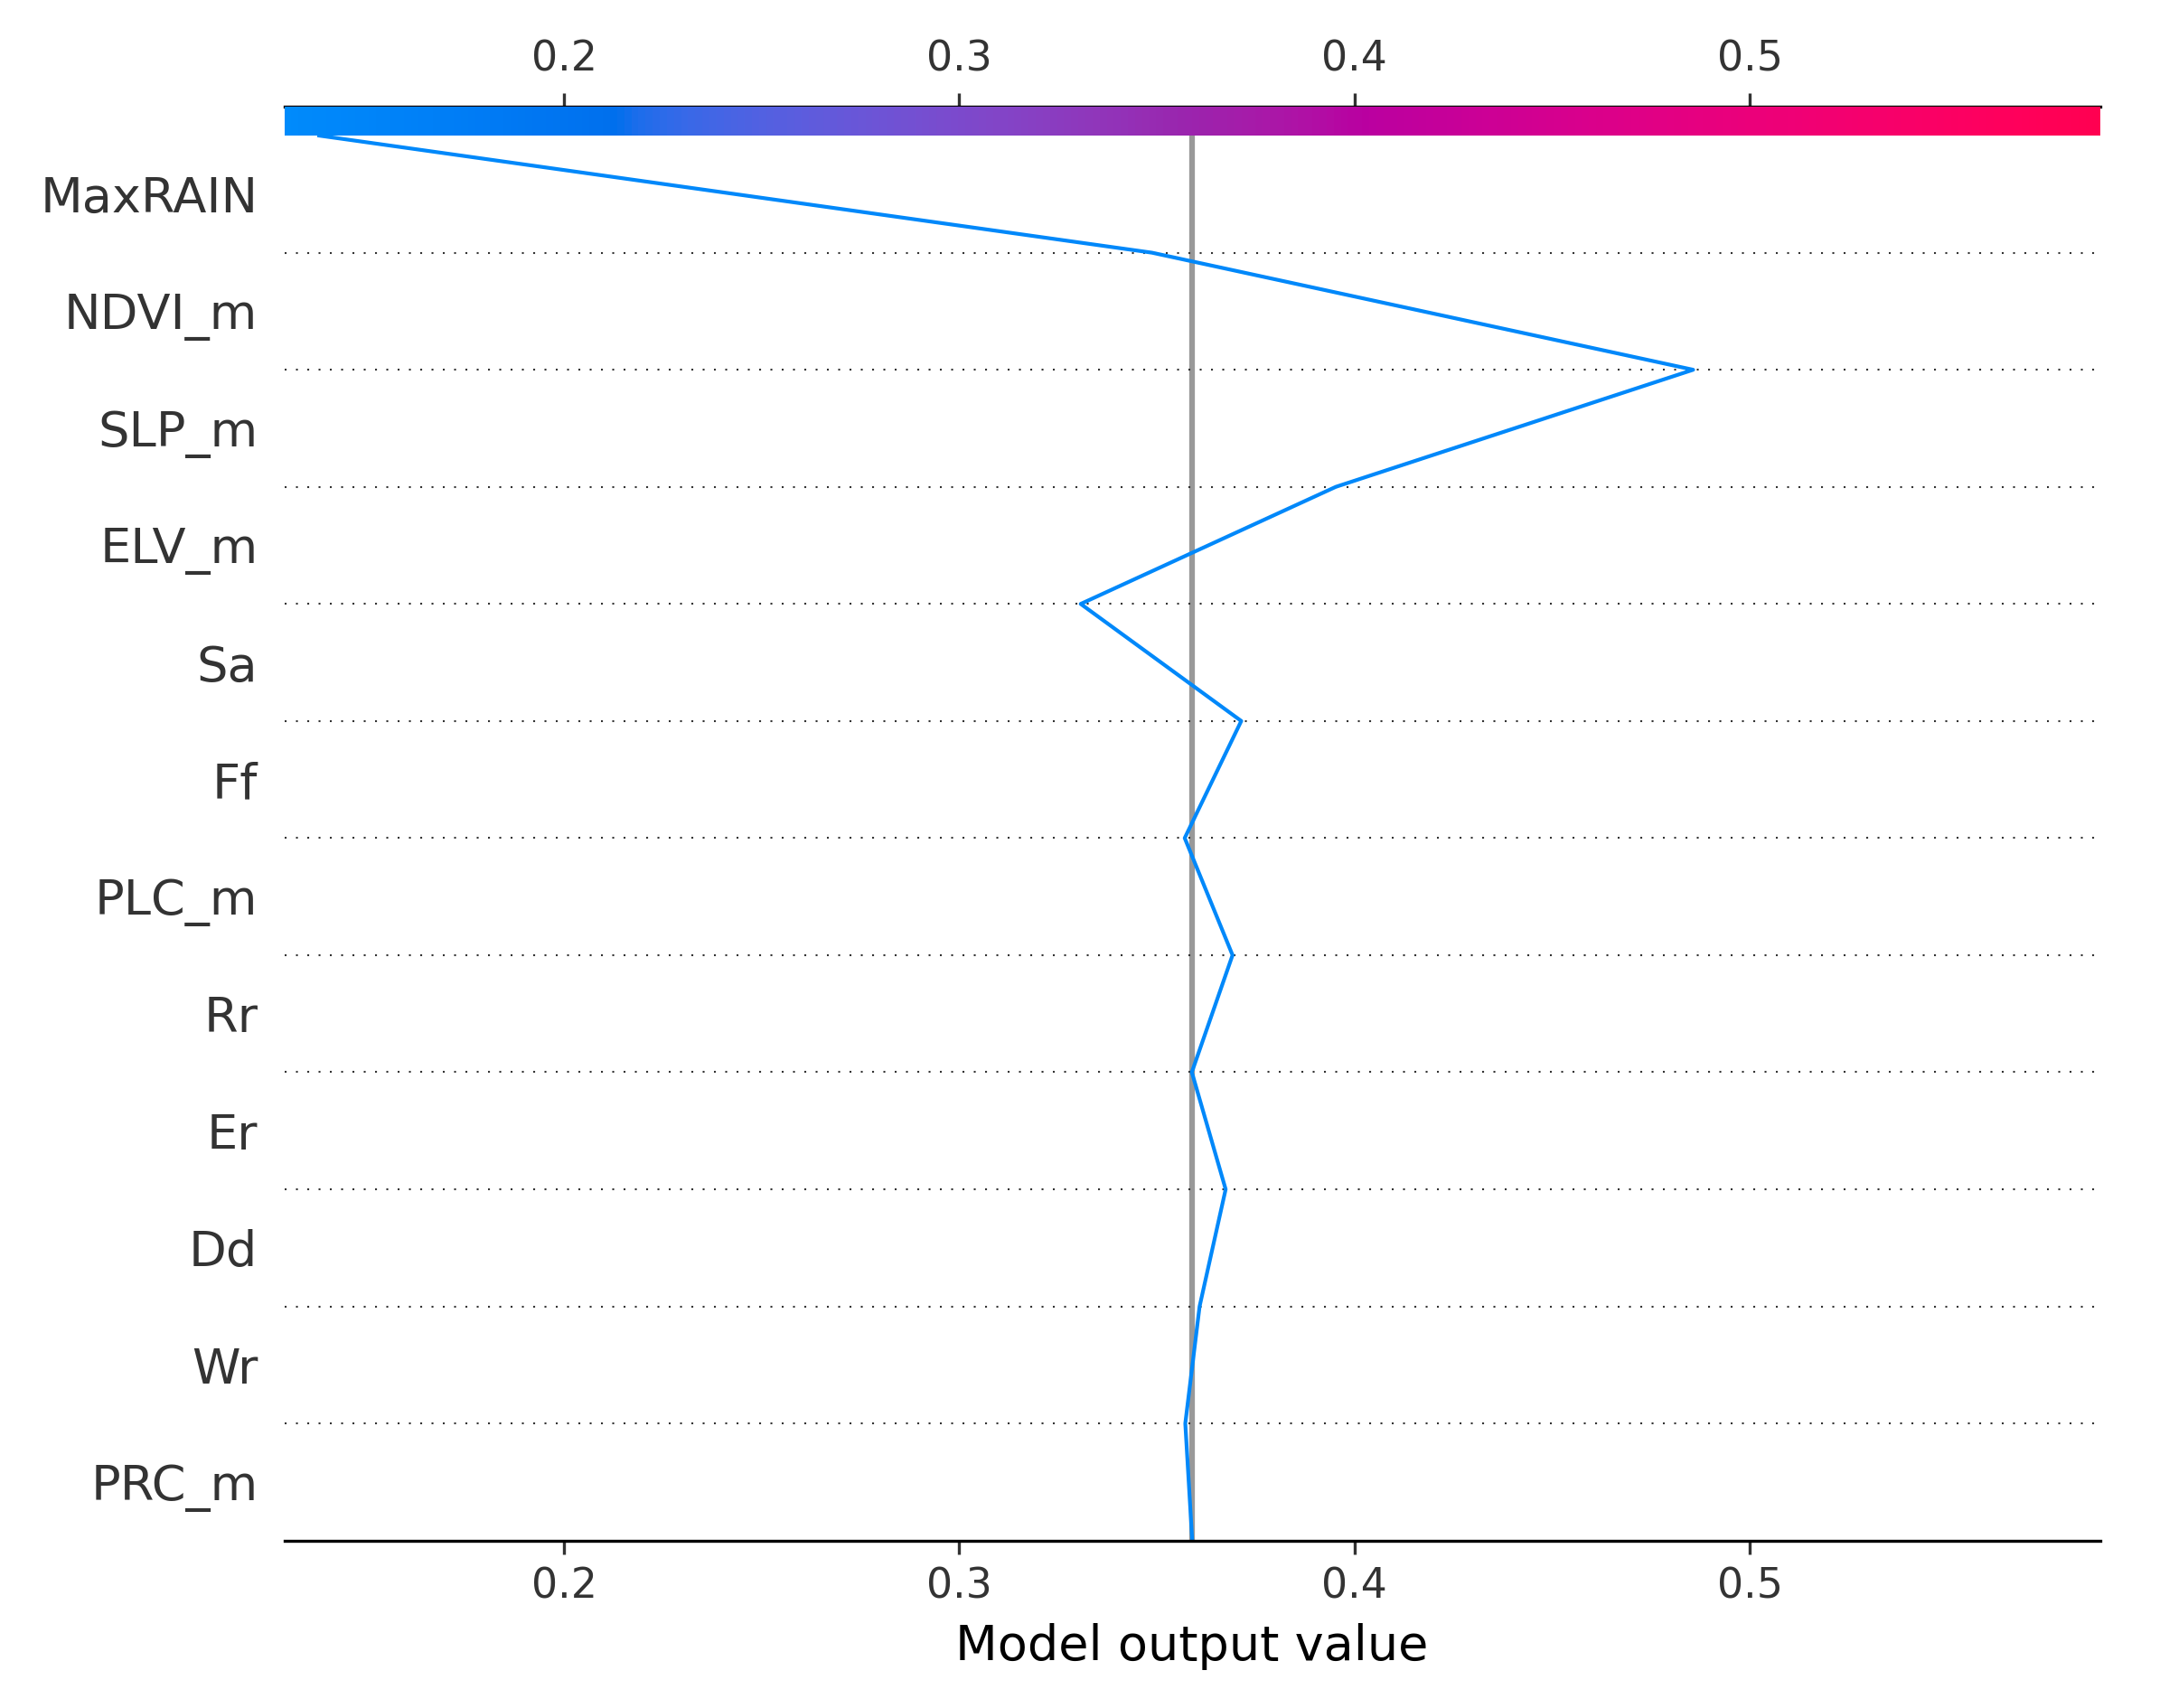 0.2 0.3 0.4 0.5
MaxRAIN
NDVI_m
SLP_m
ELV_m
Sa
Ff
PLC_m
Rr
Er
Dd
Wr
PRC_m
0.2 0.3 0.4 0.5
Model output value